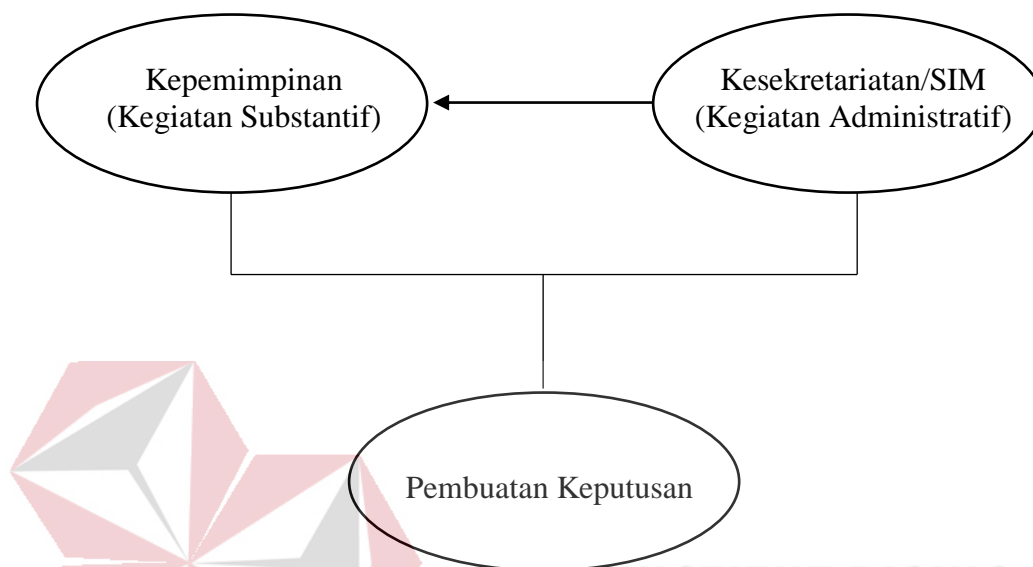 Kepemimpinan
(Kegiatan Substantif)
Kesekretariatan/SIM
(Kegiatan Administratif)
Pembuatan Keputusan